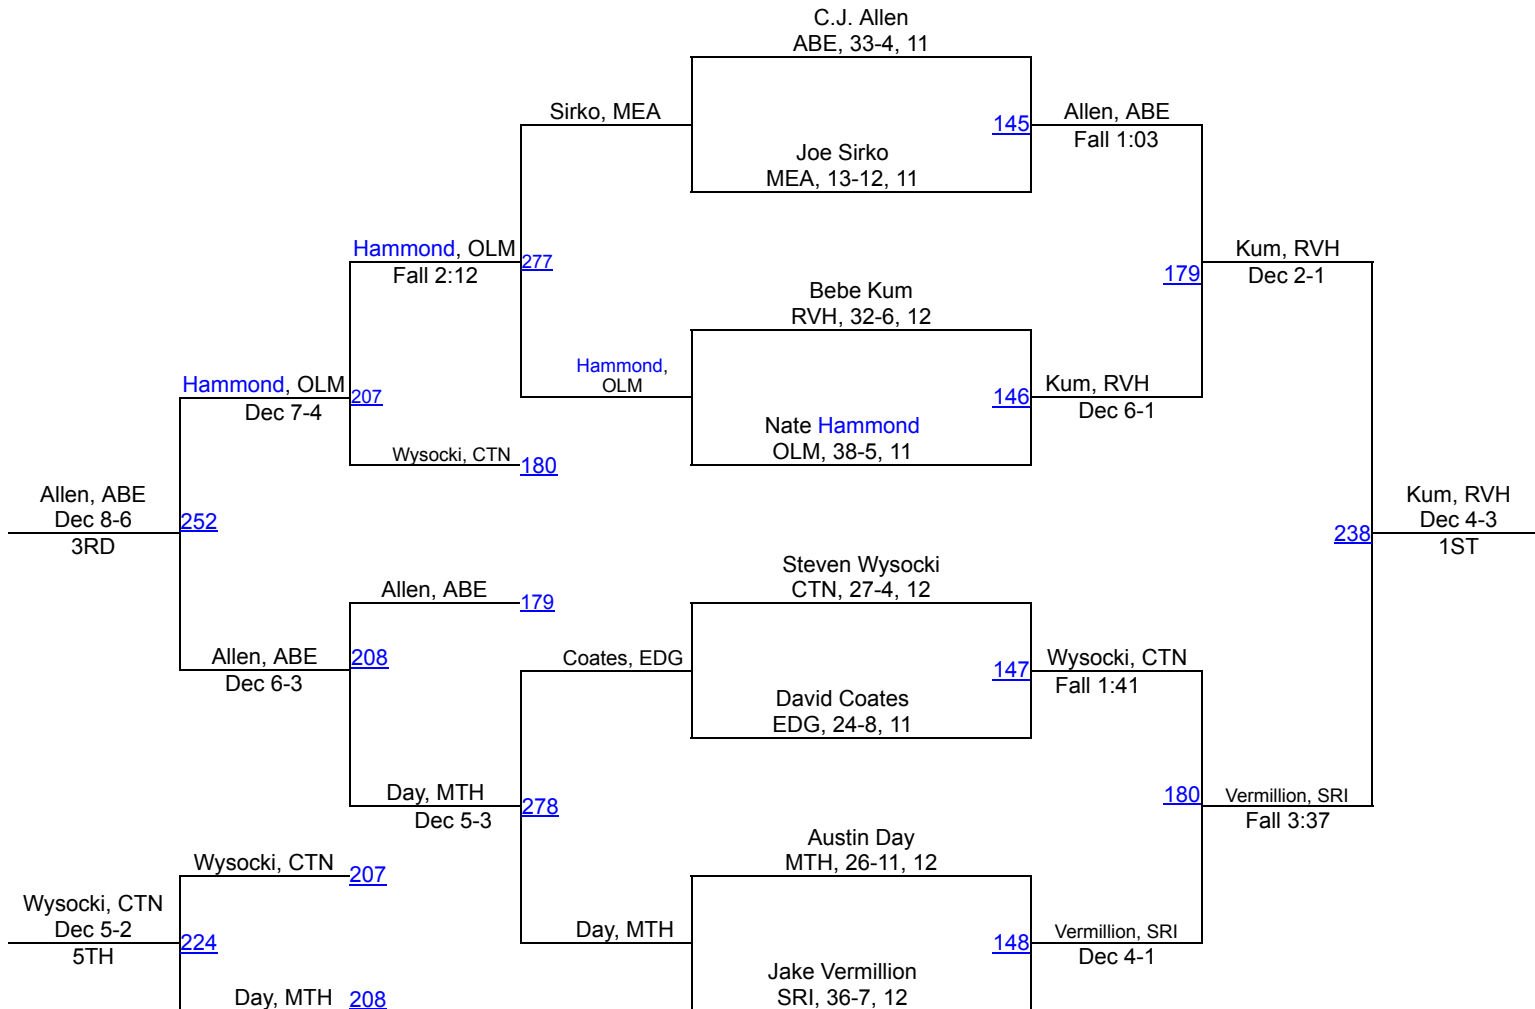 C.J. Allen
ABE, 33-4, 11
Sirko, MEA
145
Allen, ABE
Fall 1:03
Joe Sirko
MEA, 13-12, 11
Hammond, OLM
277
Fall 2:12
Kum, RVH
179
Dec 2-1
Bebe Kum
RVH, 32-6, 12
Hammond,
OLM
Hammond, OLM
207
Dec 7-4
146
Kum, RVH
Dec 6-1
Nate Hammond
OLM, 38-5, 11
Wysocki, CTN
180
Allen, ABE
Dec 8-6
3RD
252
Kum, RVH
Dec 4-3
1ST
238
Steven Wysocki
CTN, 27-4, 12
Allen, ABE
179
Allen, ABE
208
Dec 6-3
Coates, EDG
147
Wysocki, CTN
Fall 1:41
David Coates
EDG, 24-8, 11
Day, MTH
278
Dec 5-3
180
Vermillion, SRI
Fall 3:37
Austin Day
MTH, 26-11, 12
Wysocki, CTN
207
Wysocki, CTN
Dec 5-2
5TH
224
Day, MTH
148
Vermillion, SRI
Dec 4-1
Jake Vermillion
SRI, 36-7, 12
Day, MTH
208